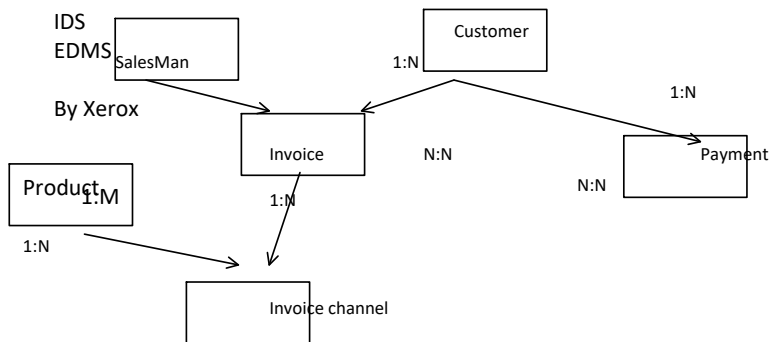 IDS
EDMS
SalesMan
Customer
1:N
1:N
By Xerox
Invoice
N:N
Payment
Product
1:M
1:N
N:N
1:N
Invoice channel